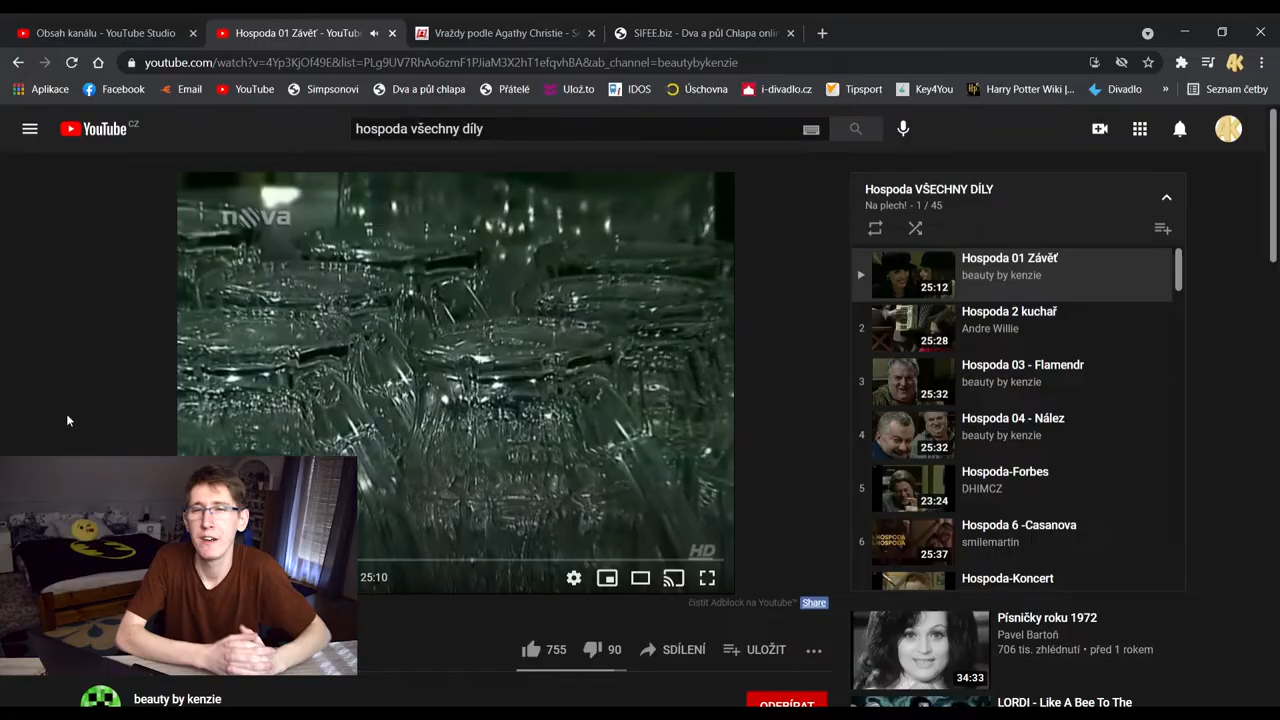 Obsah kanálu - YouTube Studio
Hospoda 01 Závěť - YouTub
Vraždy podle Agathy Christie - Se
SIFEE.biz - Dva a půl Chlapa onlin
youtube.com/watch?v=4Yp3KjOf49E&list=PLg9UV7RhAo6zmF1PJiaM3X2hT1efqvhBA&ab_channel=beautybykenzie
Aplikace
Facebook
Email
YouTube
Simpsonovi
Dva a půl chlapa
Přátelé
Ulož.to
IDOS
Úschovna
i-divadlo.cz
Tipsport
Key4You
Harry Potter Wiki |...
Divadlo
»
Seznam četby
YouTube CZ
hospoda všechny díly
nova
HD
25:10
čistit Adblock na Youtube™ Share
755
90
SDÍLENÍ
ULOŽIT
beauty by kenzie
ODEBÍRAT
Hospoda VŠECHNY DÍLY
Na plech! - 1 / 45
Hospoda 01 Závěť
beauty by kenzie
25:12
2
Hospoda 2 kuchař
Andre Willie
25:28
3
Hospoda 03 - Flamendr
beauty by kenzie
25:32
4
Hospoda 04 - Nález
beauty by kenzie
25:32
5
Hospoda-Forbes
DHIMCZ
23:24
6
Hospoda 6 -Casanova
smilemartin
25:37
Hospoda-Koncert
Písničky roku 1972
Pavel Bartoň
706 tis. zhlédnutí • před 1 rokem
34:33
LORDI - Like A Bee To The